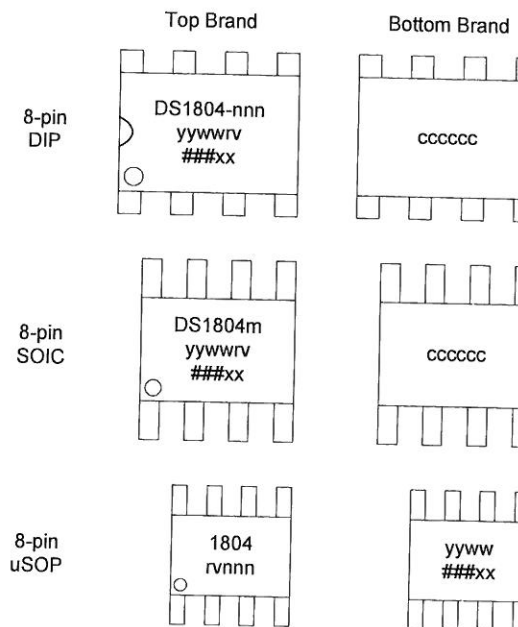 Top Brand
Bottom Brand
8-pin
DIP
DS1804-nnn
yywwrv
###xx
cccccc
8-pin
SOIC
DS1804m
yywwrv
###xx
cccccc
8-pin
uSOP
1804
rvnnn
yyww
###xx